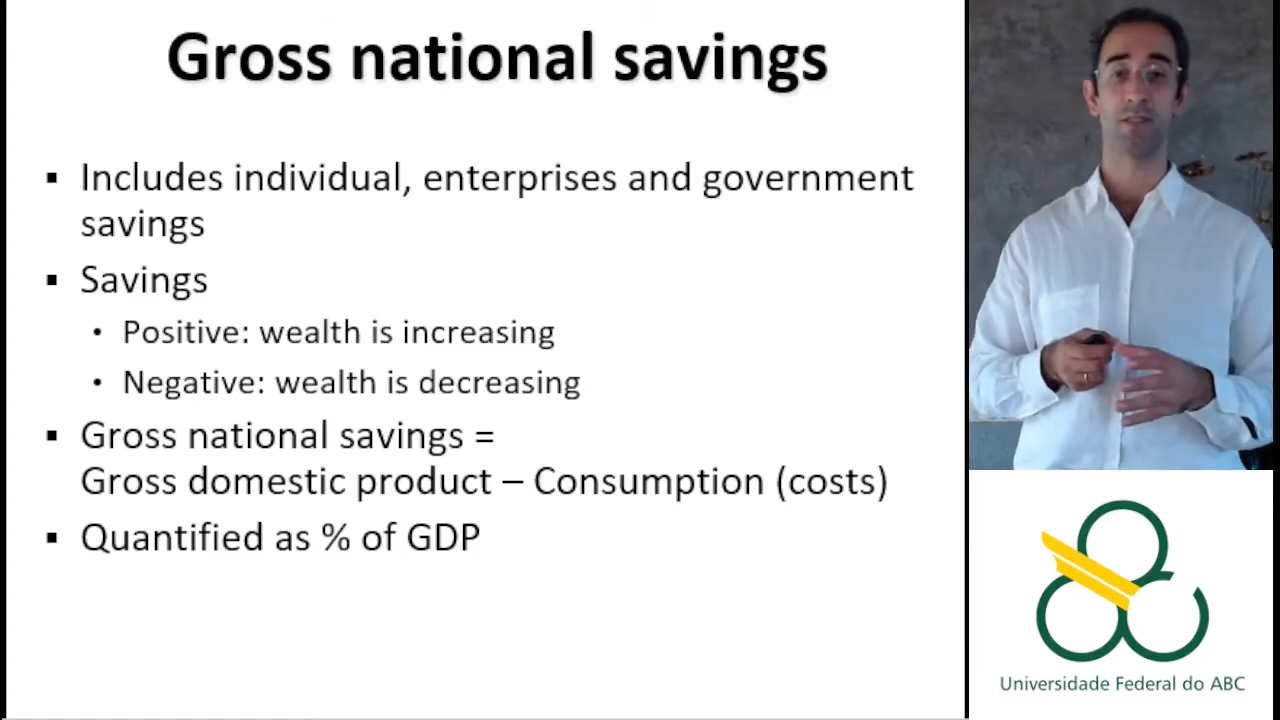 Gross national savings
▪ Includes individual, enterprises and government
savings
▪ Savings
• Positive: wealth is increasing
• Negative: wealth is decreasing
▪ Gross national savings =
Gross domestic product – Consumption (costs)
▪ Quantified as % of GDP
Universidade Federal do ABC